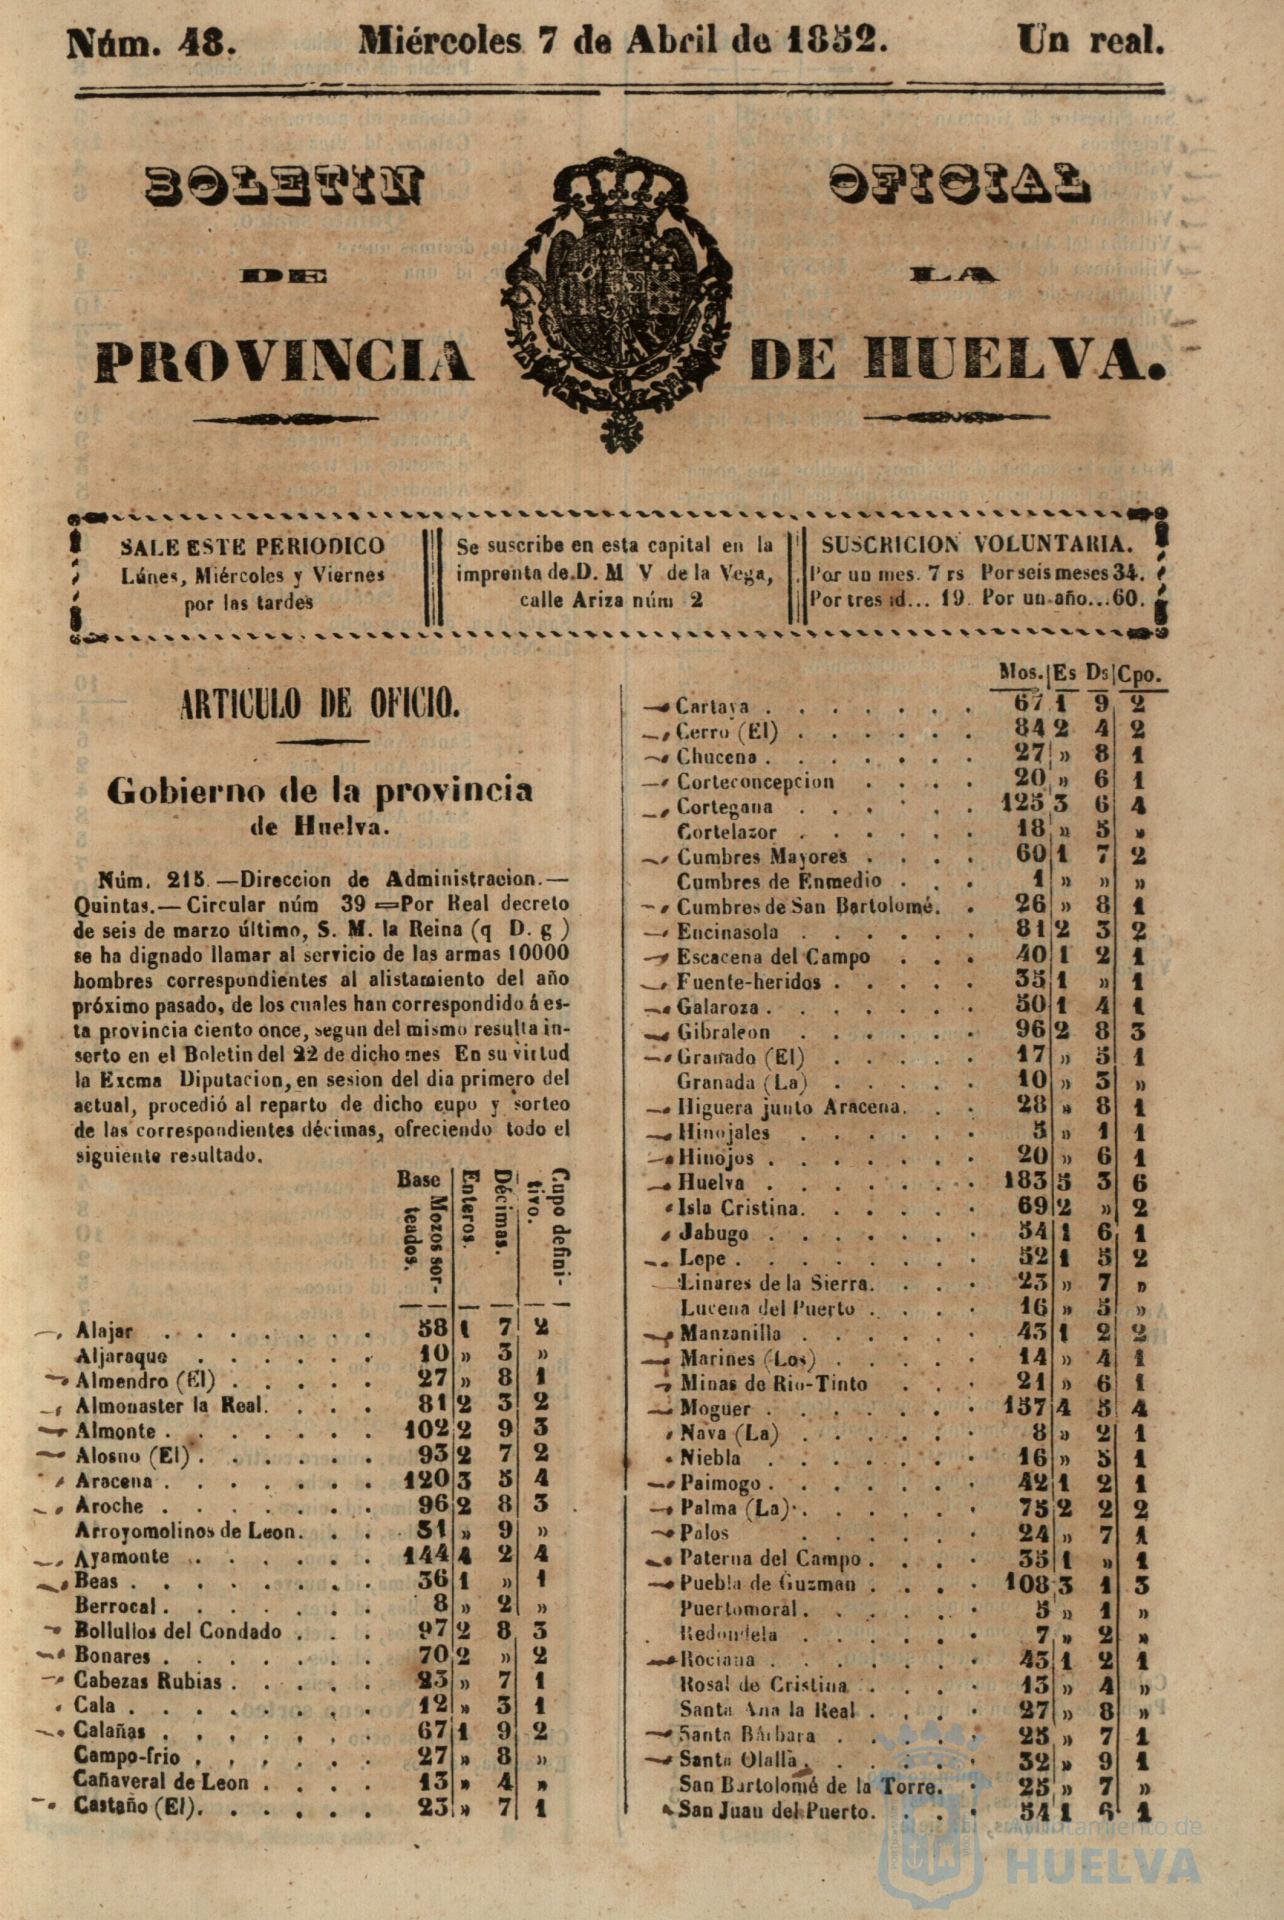 Núm. 48. Miércoles 7 de Abril de 1852. Un real.
BOLETIN OFICIAL
DE LA
PROVINCIA DE HUELVA.
SALE ESTE PERIODICO
Lúnes, Miércoles y Viernes
por las tardes
Se suscribe en esta capital en la
imprenta de D. M V de la Vega,
calle Ariza núm 2
SUSCRICION VOLUNTARIA.
Por un mes. 7 rs Por seis meses 34.
Por tres id... 19. Por un año...60.
ARTICULO DE OFICIO.
Gobierno de la provincia
de Huelva.
Núm. 215.—Direccion de Administracion.—
Quintas.—Circular núm 39 =Por Real decreto
de seis de marzo último, S. M. la Reina (q D. g )
se ha dignado llamar al servicio de las armas 10000
hombres correspondientes al alistamiento del año
próximo pasado, de los cuales han correspondido á es-
ta provincia ciento once, segun del mismo resulta in-
serto en el Boletin del 22 de dicho mes En su virtud
la Excma Diputacion, en sesion del dia primero del
actual, procedió al reparto de dicho cupo y sorteo
de las correspondientes décimas, ofreciendo todo el
siguiente resultado.
Base Mozos sorteados. Enteros. Décimas. Cupo definitivo.
Alajar . . . . . . . 58 1 7 2
Aljaraque . . . . . . 10 » 3 »
Almendro (El) . . . . . 27 » 8 1
Almonaster la Real. . . . 81 2 3 2
Almonte . . . . . . . 102 2 9 3
Alosno (El) . . . . . . 93 2 7 2
Aracena . . . . . . . 120 3 5 4
Aroche . . . . . . . 96 2 8 3
Arroyomolinos de Leon. . . 31 » 9 »
Ayamonte . . . . . . 144 4 2 4
Beas . . . . . . . . 36 1 » 1
Berrocal . . . . . . . 8 » 2 »
Bollullos del Condado . . . 97 2 8 3
Bonares . . . . . . . 70 2 » 2
Cabezas Rubias . . . . . 23 » 7 1
Cala . . . . . . . . 12 » 3 1
Calañas . . . . . . . 67 1 9 2
Campo-frio . . . . . . 27 » 8 »
Cañaveral de Leon . . . . 13 » 4 »
Castaño (El). . . . . . 23 » 7 1
Mos. Es Ds Cpo.
Cartaya . . . . . . . 67 1 9 2
Cerro (El) . . . . . . 84 2 4 2
Chucena . . . . . . . 27 » 8 1
Corteconcepcion . . . . 20 » 6 1
Cortegana . . . . . . 125 3 6 4
Cortelazor . . . . . . 18 » 5 »
Cumbres Mayores . . . . 60 1 7 2
Cumbres de Enmedio . . . 1 » » »
Cumbres de San Bartolomé. . 26 » 8 1
Encinasola . . . . . . 81 2 3 2
Escacena del Campo . . . 40 1 2 1
Fuente-heridos . . . . . 35 1 » 1
Galaroza . . . . . . . 50 1 4 1
Gibraleon . . . . . . 96 2 8 3
Granado (El) . . . . . 17 » 5 1
Granada (La) . . . . . 10 » 3 »
Higuera junto Aracena. . . 28 » 8 1
Hinojales . . . . . . 5 » 1 1
Hinojos . . . . . . . 20 » 6 1
Huelva . . . . . . . 183 5 3 6
Isla Cristina. . . . . . 69 2 » 2
Jabugo . . . . . . . 54 1 6 1
Lepe . . . . . . . . 52 1 5 2
Linares de la Sierra. . . . 23 » 7 »
Lucena del Puerto . . . . 16 » 5 »
Manzanilla . . . . . . 43 1 2 2
Marines (Los) . . . . . 14 » 4 1
Minas de Rio-Tinto . . . 21 » 6 1
Moguer . . . . . . . 157 4 5 4
Nava (La) . . . . . . 8 » 2 1
Niebla . . . . . . . 16 » 5 1
Paimogo . . . . . . . 42 1 2 1
Palma (La) . . . . . . 75 2 2 2
Palos . . . . . 24 » 7 1
Paterna del Campo . . . . 35 1 » 1
Puebla de Guzman . . . . 108 3 1 3
Puertomoral. . . . . . 5 » 1 »
Redondela . . . . . . 7 » 2 »
Rociana . . . . . . . 43 1 2 1
Rosal de Cristina . . . . 13 » 4 »
Santa Ana la Real . . . . 27 » 8 »
Santa Bárbara . . . . . 25 » 7 1
Santa Olalla. . . . . . 32 » 9 1
San Bartolomé de la Torre. . 25 » 7 »
San Juan del Puerto. . . . 54 1 6 1
Ayuntamiento de
HUELVA